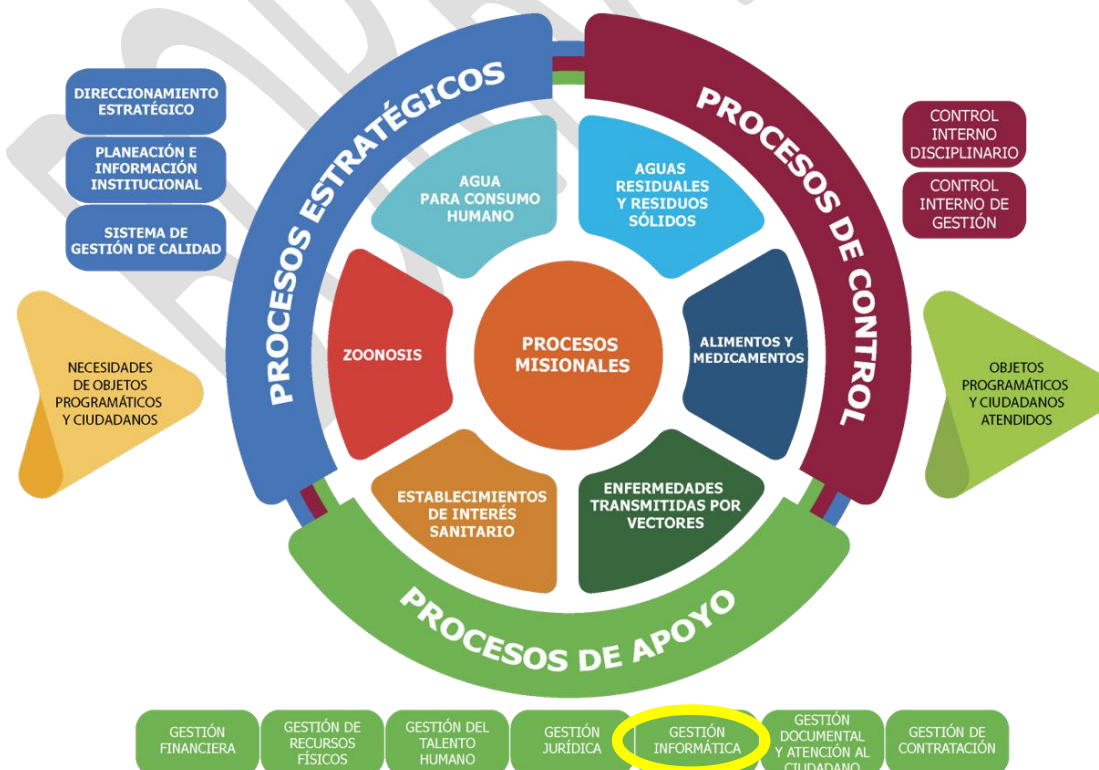 DIRECCIONAMIENTO
ESTRATÉGICO
PLANEACIÓN E
INFORMACIÓN
INSTITUCIONAL
SISTEMA DE
GESTIÓN DE CALIDAD
NECESIDADES
DE OBJETOS
PROGRAMÁTICOS
Y CIUDADANOS
PROCESOS ESTRATÉGICOS
PROCESOS DE CONTROL
AGUA
PARA CONSUMO
HUMANO
AGUAS
RESIDUALES
Y RESIDUOS
SÓLIDOS
ZOONOSIS
PROCESOS
MISIONALES
ALIMENTOS Y
MEDICAMENTOS
ESTABLECIMIENTOS
DE INTERÉS
SANITARIO
ENFERMEDADES
TRANSMITIDAS POR
VECTORES
CONTROL
INTERNO
DISCIPLINARIO
CONTROL
INTERNO DE
GESTIÓN
OBJETOS
PROGRAMÁTICOS
Y CIUDADANOS
ATENDIDOS
PROCESOS DE APOYO
GESTIÓN
FINANCIERA
GESTIÓN DE
RECURSOS
FÍSICOS
GESTIÓN DEL
TALENTO
HUMANO
GESTIÓN
JURÍDICA
GESTIÓN
INFORMÁTICA
GESTIÓN
DOCUMENTAL
Y ATENCIÓN AL
CIUDADANO
GESTIÓN DE
CONTRATACIÓN